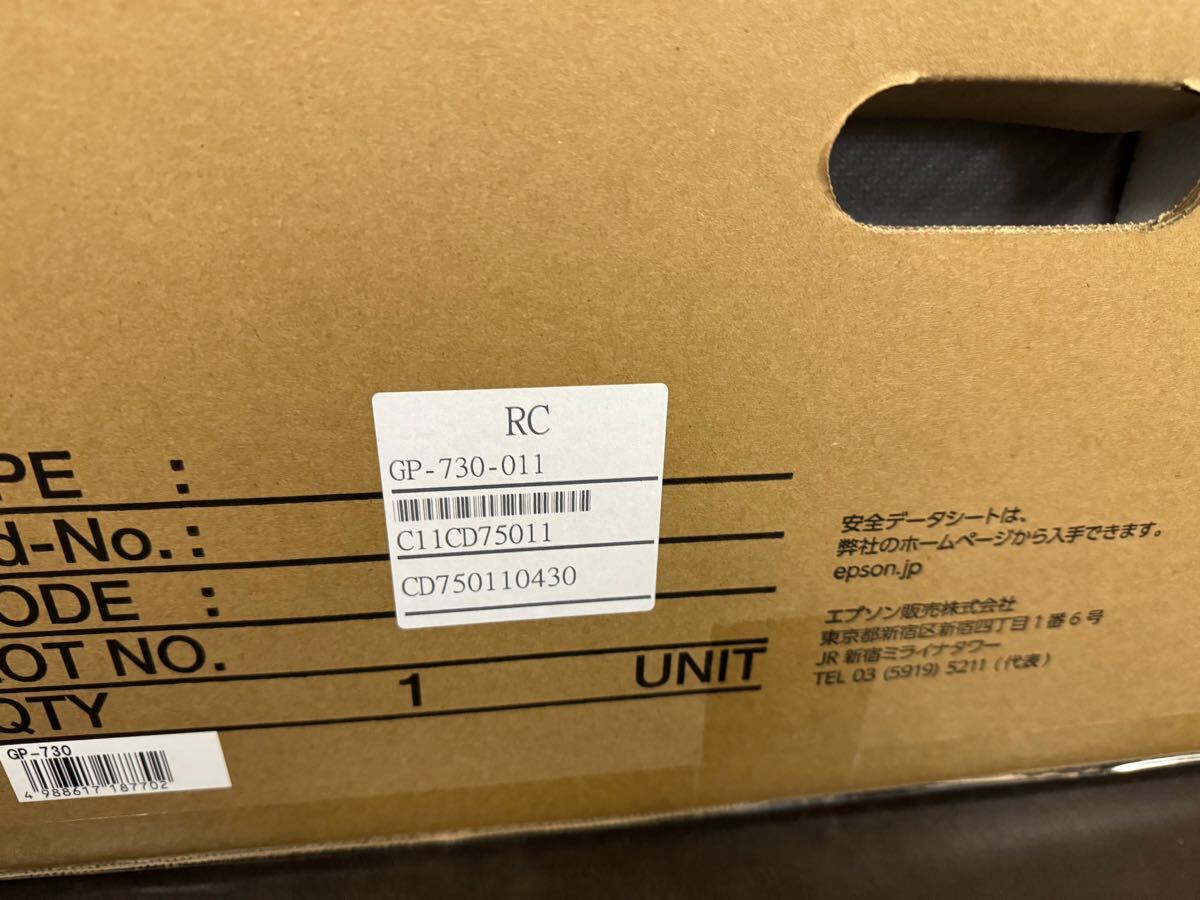 RC
GP-730-011
C11CD75011
CD750110430
PE :
d-No. :
ODE :
OT NO.
QTY 1 UNIT
GP-730
4 988617 187702
安全データシートは、
弊社のホームページから入手できます。
epson.jp
エプソン販売株式会社
東京都新宿区新宿四丁目1番6号
JR 新宿ミライナタワー
TEL 03 (5919) 5211 (代表)